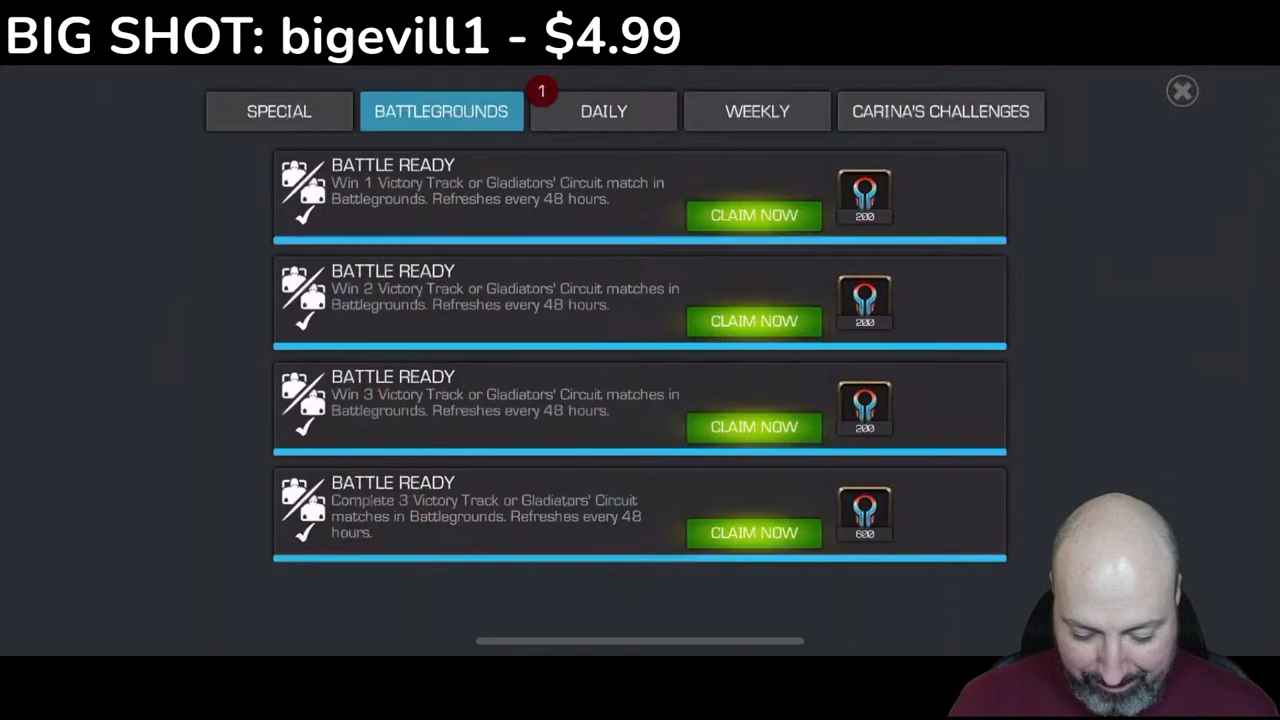 BIG SHOT: bigevill1 - $4.99
1
SPECIAL
BATTLEGROUNDS
DAILY
WEEKLY
CARINA'S CHALLENGES
BATTLE READY
Win 1 Victory Track or Gladiators' Circuit match in
Battlegrounds. Refreshes every 48 hours.
CLAIM NOW
200
BATTLE READY
Win 2 Victory Track or Gladiators' Circuit matches in
Battlegrounds. Refreshes every 48 hours.
CLAIM NOW
200
BATTLE READY
Win 3 Victory Track or Gladiators' Circuit matches in
Battlegrounds. Refreshes every 48 hours.
CLAIM NOW
200
BATTLE READY
Complete 3 Victory Track or Gladiators' Circuit
matches in Battlegrounds. Refreshes every 48
hours.
CLAIM NOW
600